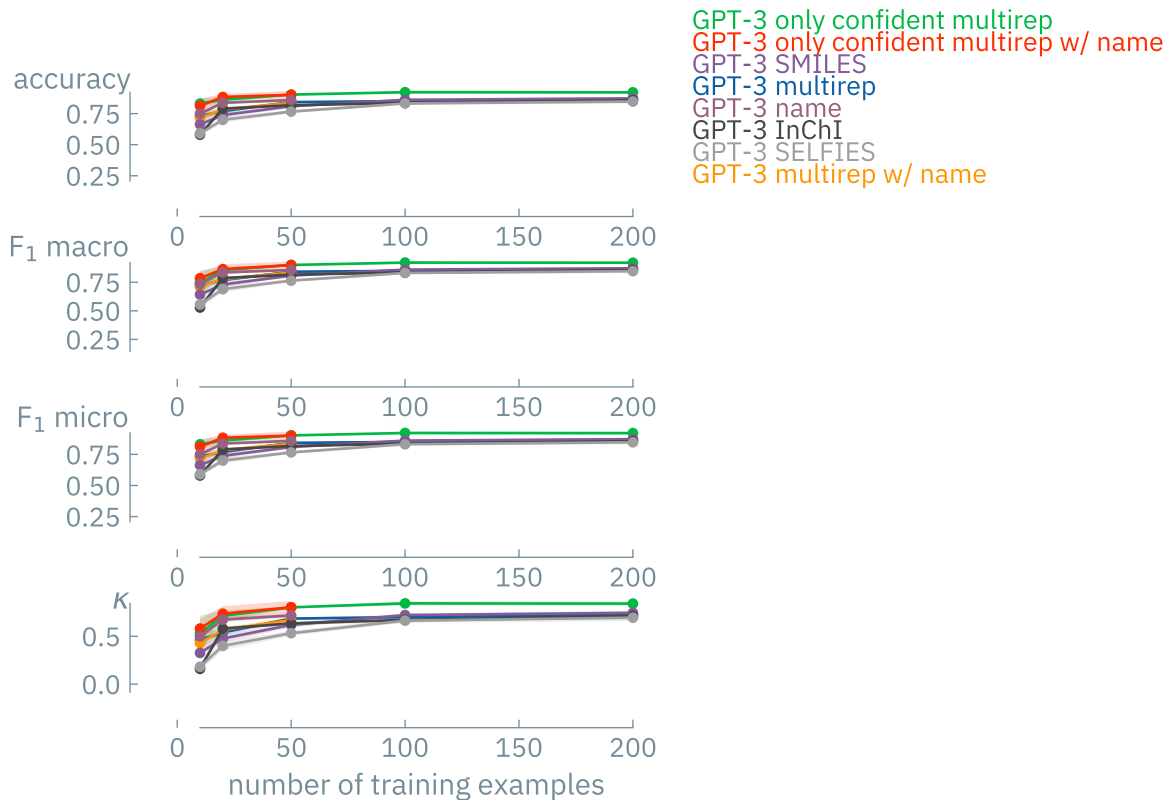 GPT-3 only confident multirep
GPT-3 only confident multirep w/ name
GPT-3 SMILES
GPT-3 multirep
GPT-3 name
GPT-3 InChI
GPT-3 SELFIES
GPT-3 multirep w/ name
accuracy
0.75
0.50
0.25
0 50 100 150 200
F₁ macro
0.75
0.50
0.25
0 50 100 150 200
F₁ micro
0.75
0.50
0.25
0 50 100 150 200
κ
0.5
0.0
0 50 100 150 200
number of training examples